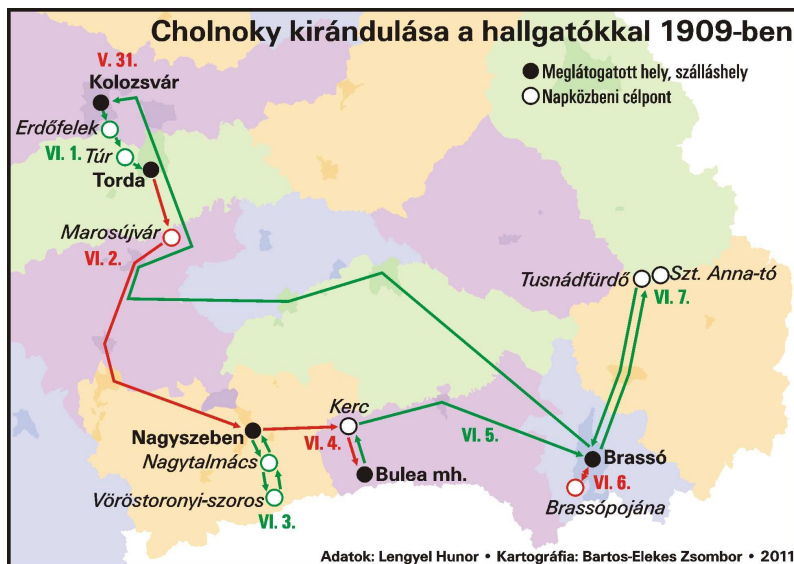 Cholnoky kirándulása a hallgatókkal 1909-ben
V. 31.
Kolozsvár
Meglátogatott hely, szálláshely
Napközbeni célpont
Erdőfelek
VI. 1.
Túr
Torda
Marosújvár
VI. 2.
Tusnádfürdő
Szt. Anna-tó
VI. 7.
Kerc
Nagyszeben
VI. 4.
VI. 5.
Brassó
Nagytalmács
Bulea mh.
VI. 6.
Vöröstoronyi-szoros
Brassópojána
VI. 3.
Adatok: Lengyel Hunor • Kartográfia: Bartos-Elekes Zsombor • 2011